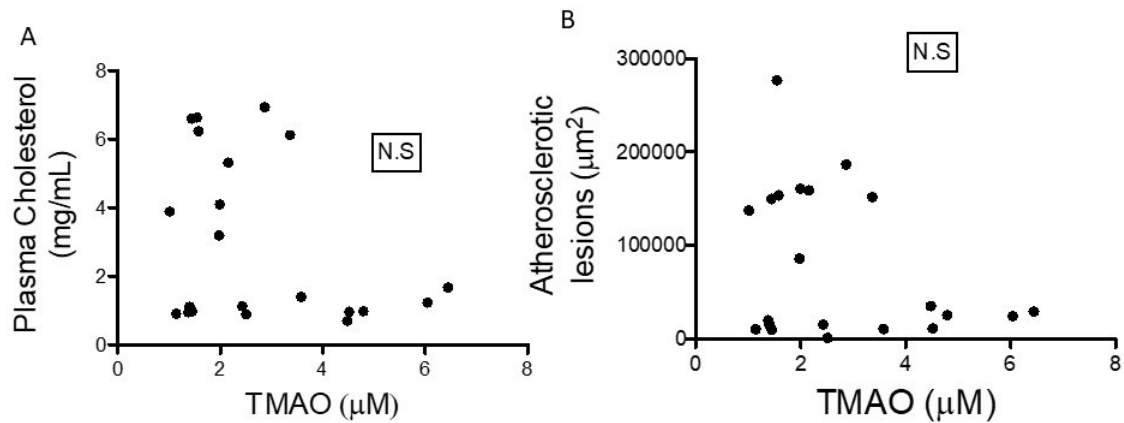 A
Plasma Cholesterol
(mg/mL)
8
6
4
2
0
N.S
0 2 4 6 8
TMAO (μM)
B
Atherosclerotic
lesions (μm²)
300000
200000
100000
0
N.S
0 2 4 6 8
TMAO (μM)